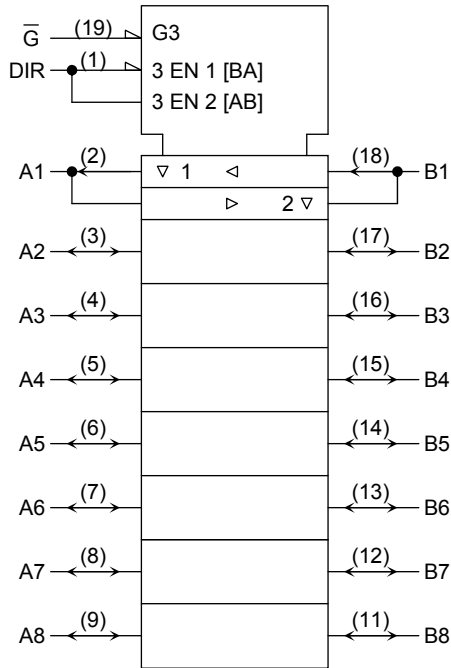 G̅ (19) G3
DIR (1) 3 EN 1 [BA]
3 EN 2 [AB]
A1 (2) ▽ 1 ◁ (18) B1
▷ 2 ▽
A2 (3) (17) B2
A3 (4) (16) B3
A4 (5) (15) B4
A5 (6) (14) B5
A6 (7) (13) B6
A7 (8) (12) B7
A8 (9) (11) B8